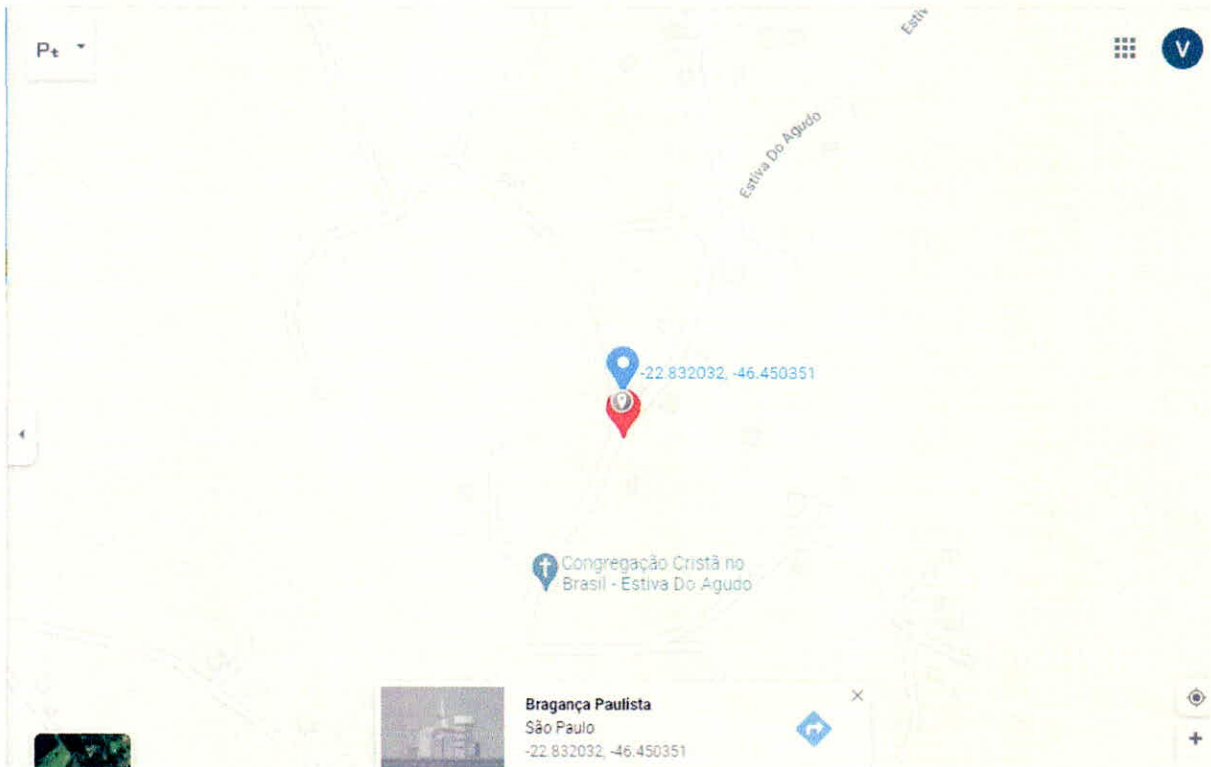 Estiv
Pt
V
Estiva Do Agudo
-22.832032, -46.450351
Congregação Cristã no
Brasil - Estiva Do Agudo
Bragança Paulista
São Paulo
-22.832032, -46.450351